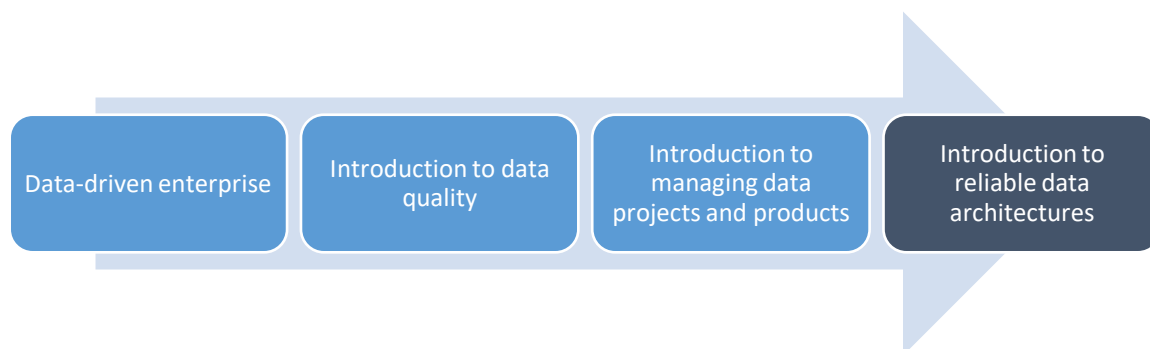 Data-driven enterprise
Introduction to data
quality
Introduction to
managing data
projects and products
Introduction to
reliable data
architectures